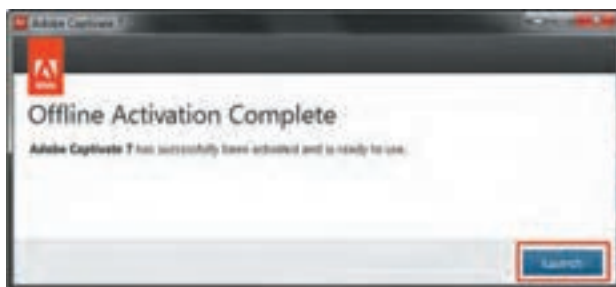 Adobe Captivate 7
Adobe
Offline Activation Complete
Adobe Captivate 7 has successfully been activated and is ready to use.
Launch